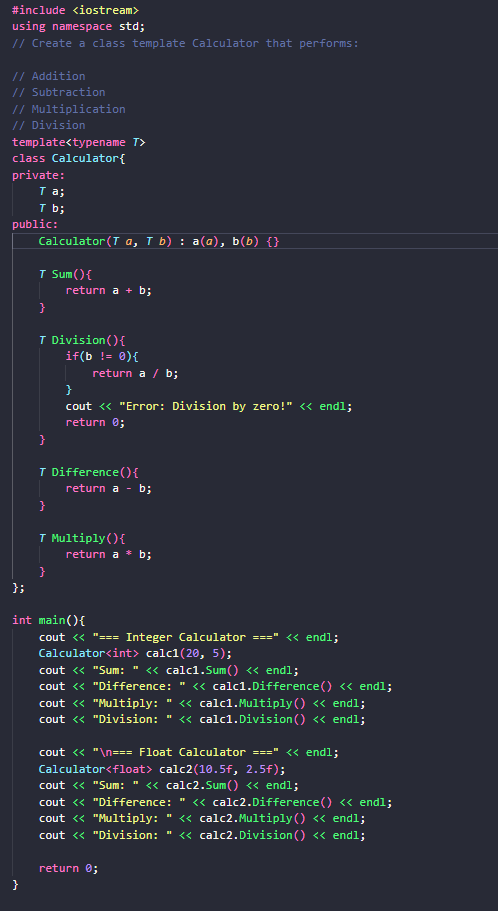 #include <iostream>
using namespace std;
// Create a class template Calculator that performs:
// Addition
// Subtraction
// Multiplication
// Division
template<typename T>
class Calculator{
private:
    T a;
    T b;
public:
    Calculator(T a, T b) : a(a), b(b) {}
    T Sum(){
        return a + b;
    }
    T Division(){
        if(b != 0){
            return a / b;
        }
        cout << "Error: Division by zero!" << endl;
        return 0;
    }
    T Difference(){
        return a - b;
    }
    T Multiply(){
        return a * b;
    }
};
int main(){
    cout << "=== Integer Calculator ===" << endl;
    Calculator<int> calc1(20, 5);
    cout << "Sum: " << calc1.Sum() << endl;
    cout << "Difference: " << calc1.Difference() << endl;
    cout << "Multiply: " << calc1.Multiply() << endl;
    cout << "Division: " << calc1.Division() << endl;
    cout << "\n=== Float Calculator ===" << endl;
    Calculator<float> calc2(10.5f, 2.5f);
    cout << "Sum: " << calc2.Sum() << endl;
    cout << "Difference: " << calc2.Difference() << endl;
    cout << "Multiply: " << calc2.Multiply() << endl;
    cout << "Division: " << calc2.Division() << endl;
    return 0;
}